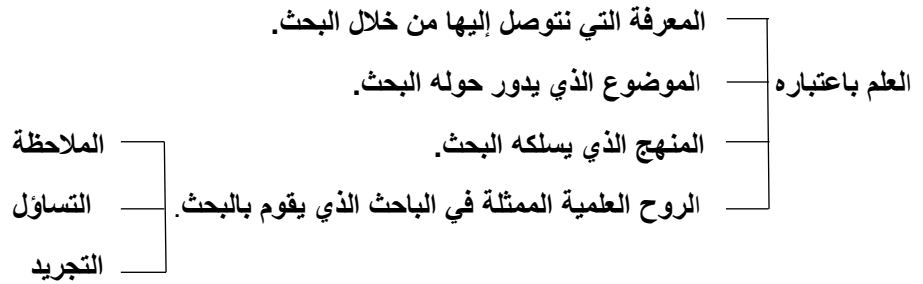 المعرفة التي نتوصل إليها من خلال البحث.
العلم باعتباره
الموضوع الذي يدور حوله البحث.
المنهج الذي يسلكه البحث.
الملاحظة
الروح العلمية الممثلة في الباحث الذي يقوم بالبحث.
التساؤل
التجريد